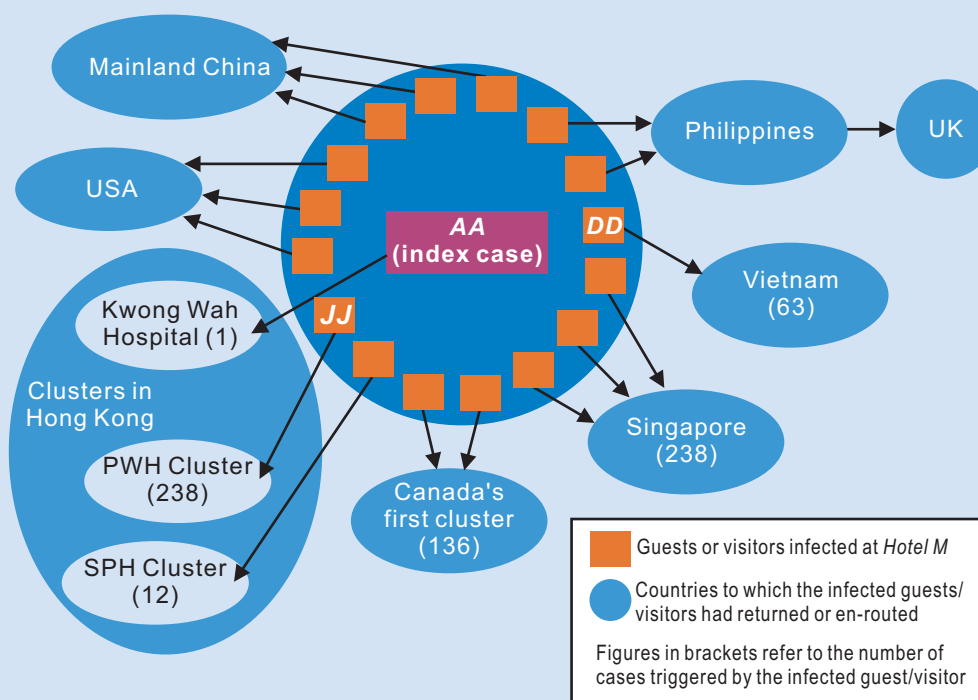 Mainland China
USA
Philippines
UK
AA
(index case)
DD
Vietnam
(63)
Kwong Wah
Hospital (1)
JJ
Clusters in
Hong Kong
PWH Cluster
(238)
SPH Cluster
(12)
Canada's
first cluster
(136)
Singapore
(238)
Guests or visitors infected at Hotel M
Countries to which the infected guests/
visitors had returned or en-routed
Figures in brackets refer to the number of
cases triggered by the infected guest/visitor